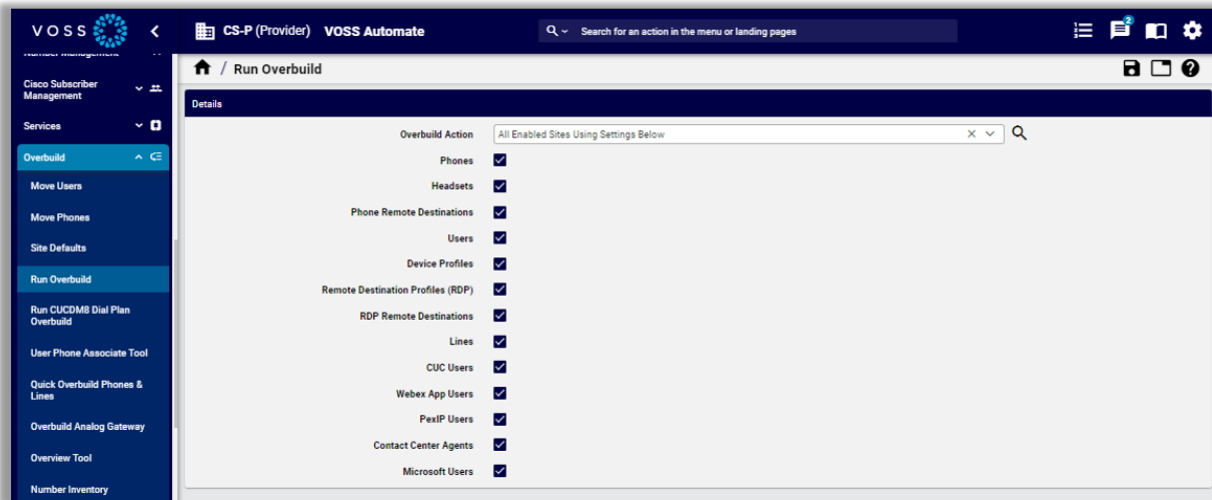 VOSS
CS-P (Provider) VOSS Automate
Search for an action in the menu or landing pages
2
Number Management
Cisco Subscriber
Management
Services
Overbuild
Move Users
Move Phones
Site Defaults
Run Overbuild
Run CUCDM8 Dial Plan
Overbuild
User Phone Associate Tool
Quick Overbuild Phones &
Lines
Overbuild Analog Gateway
Overview Tool
Number Inventory
/ Run Overbuild
Details
Overbuild Action All Enabled Sites Using Settings Below
Phones
Headsets
Phone Remote Destinations
Users
Device Profiles
Remote Destination Profiles (RDP)
RDP Remote Destinations
Lines
CUC Users
Webex App Users
PexIP Users
Contact Center Agents
Microsoft Users